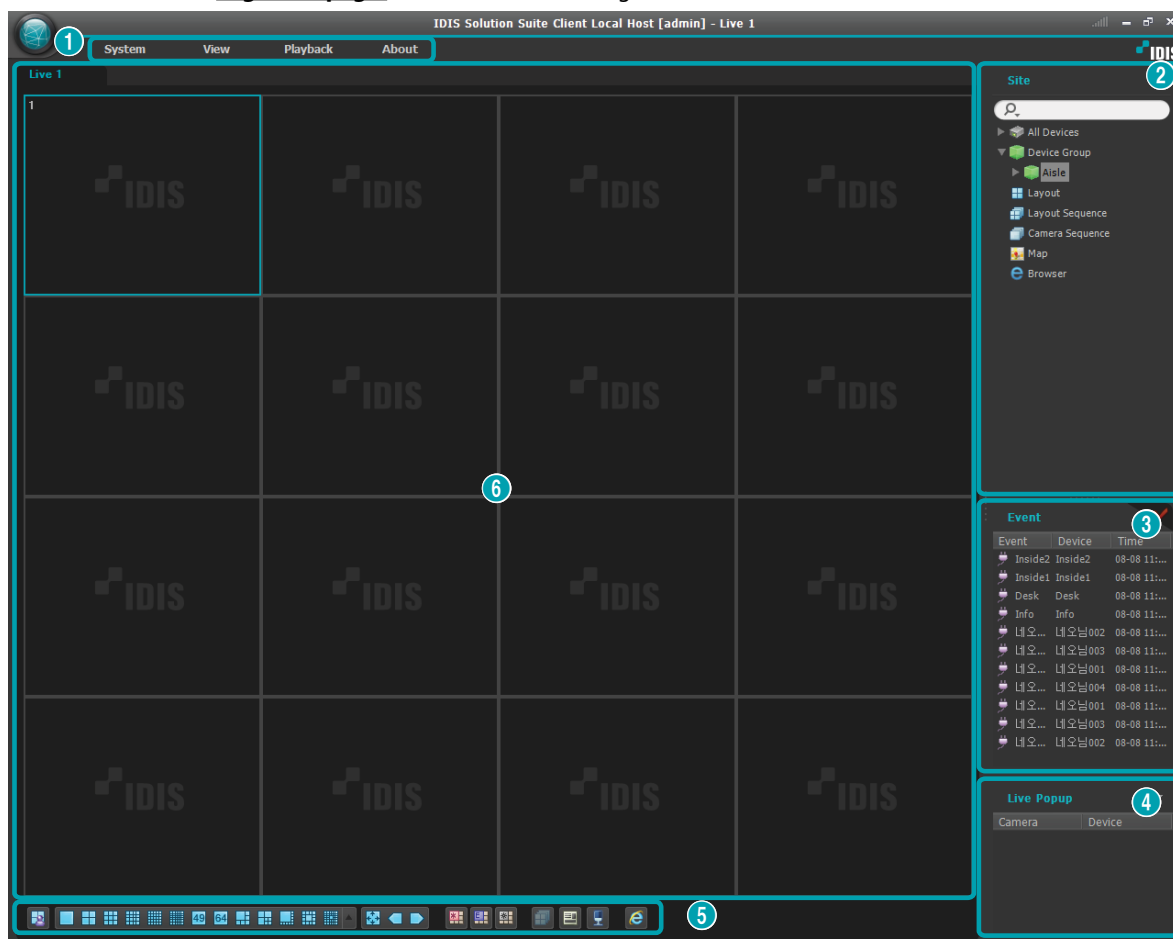 IDIS Solution Suite Client Local Host [admin] - Live 1
1
System View Playback About
IDIS
Live 1
1
IDIS IDIS IDIS IDIS
IDIS IDIS IDIS IDIS
6
IDIS IDIS IDIS IDIS
IDIS IDIS IDIS IDIS
49 64
5
2
Site
All Devices
Device Group
Aisle
Layout
Layout Sequence
Camera Sequence
Map
Browser
Event
3
Event Device Time
Inside2 Inside2 08-08 11:...
Inside1 Inside1 08-08 11:...
Desk Desk 08-08 11:...
Info Info 08-08 11:...
네오... 네오님002 08-08 11:...
네오... 네오님003 08-08 11:...
네오... 네오님001 08-08 11:...
네오... 네오님004 08-08 11:...
네오... 네오님001 08-08 11:...
네오... 네오님003 08-08 11:...
네오... 네오님002 08-08 11:...
Live Popup
4
Camera Device